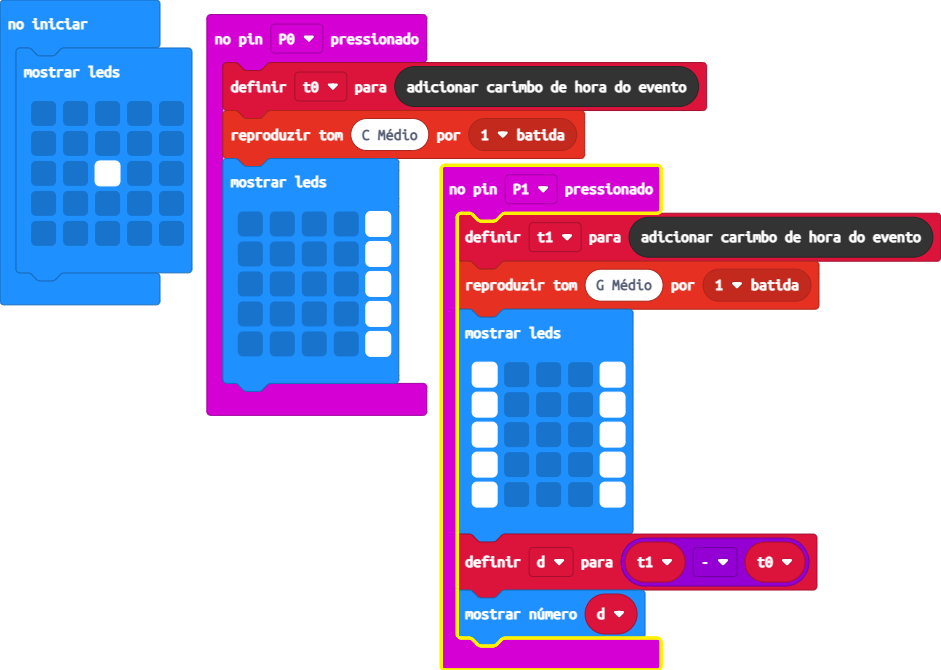 no iniciar
mostrar leds
no pin P0 pressionado
definir t0 para adicionar carimbo de hora do evento
reproduzir tom C Médio por 1 batida
mostrar leds
no pin P1 pressionado
definir t1 para adicionar carimbo de hora do evento
reproduzir tom G Médio por 1 batida
mostrar leds
definir d para t1 - t0
mostrar número d